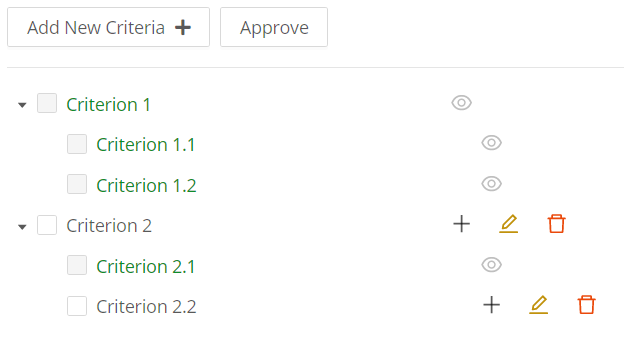 Add New Criteria Approve
Criterion 1
Criterion 1.1
Criterion 1.2
Criterion 2
Criterion 2.1
Criterion 2.2